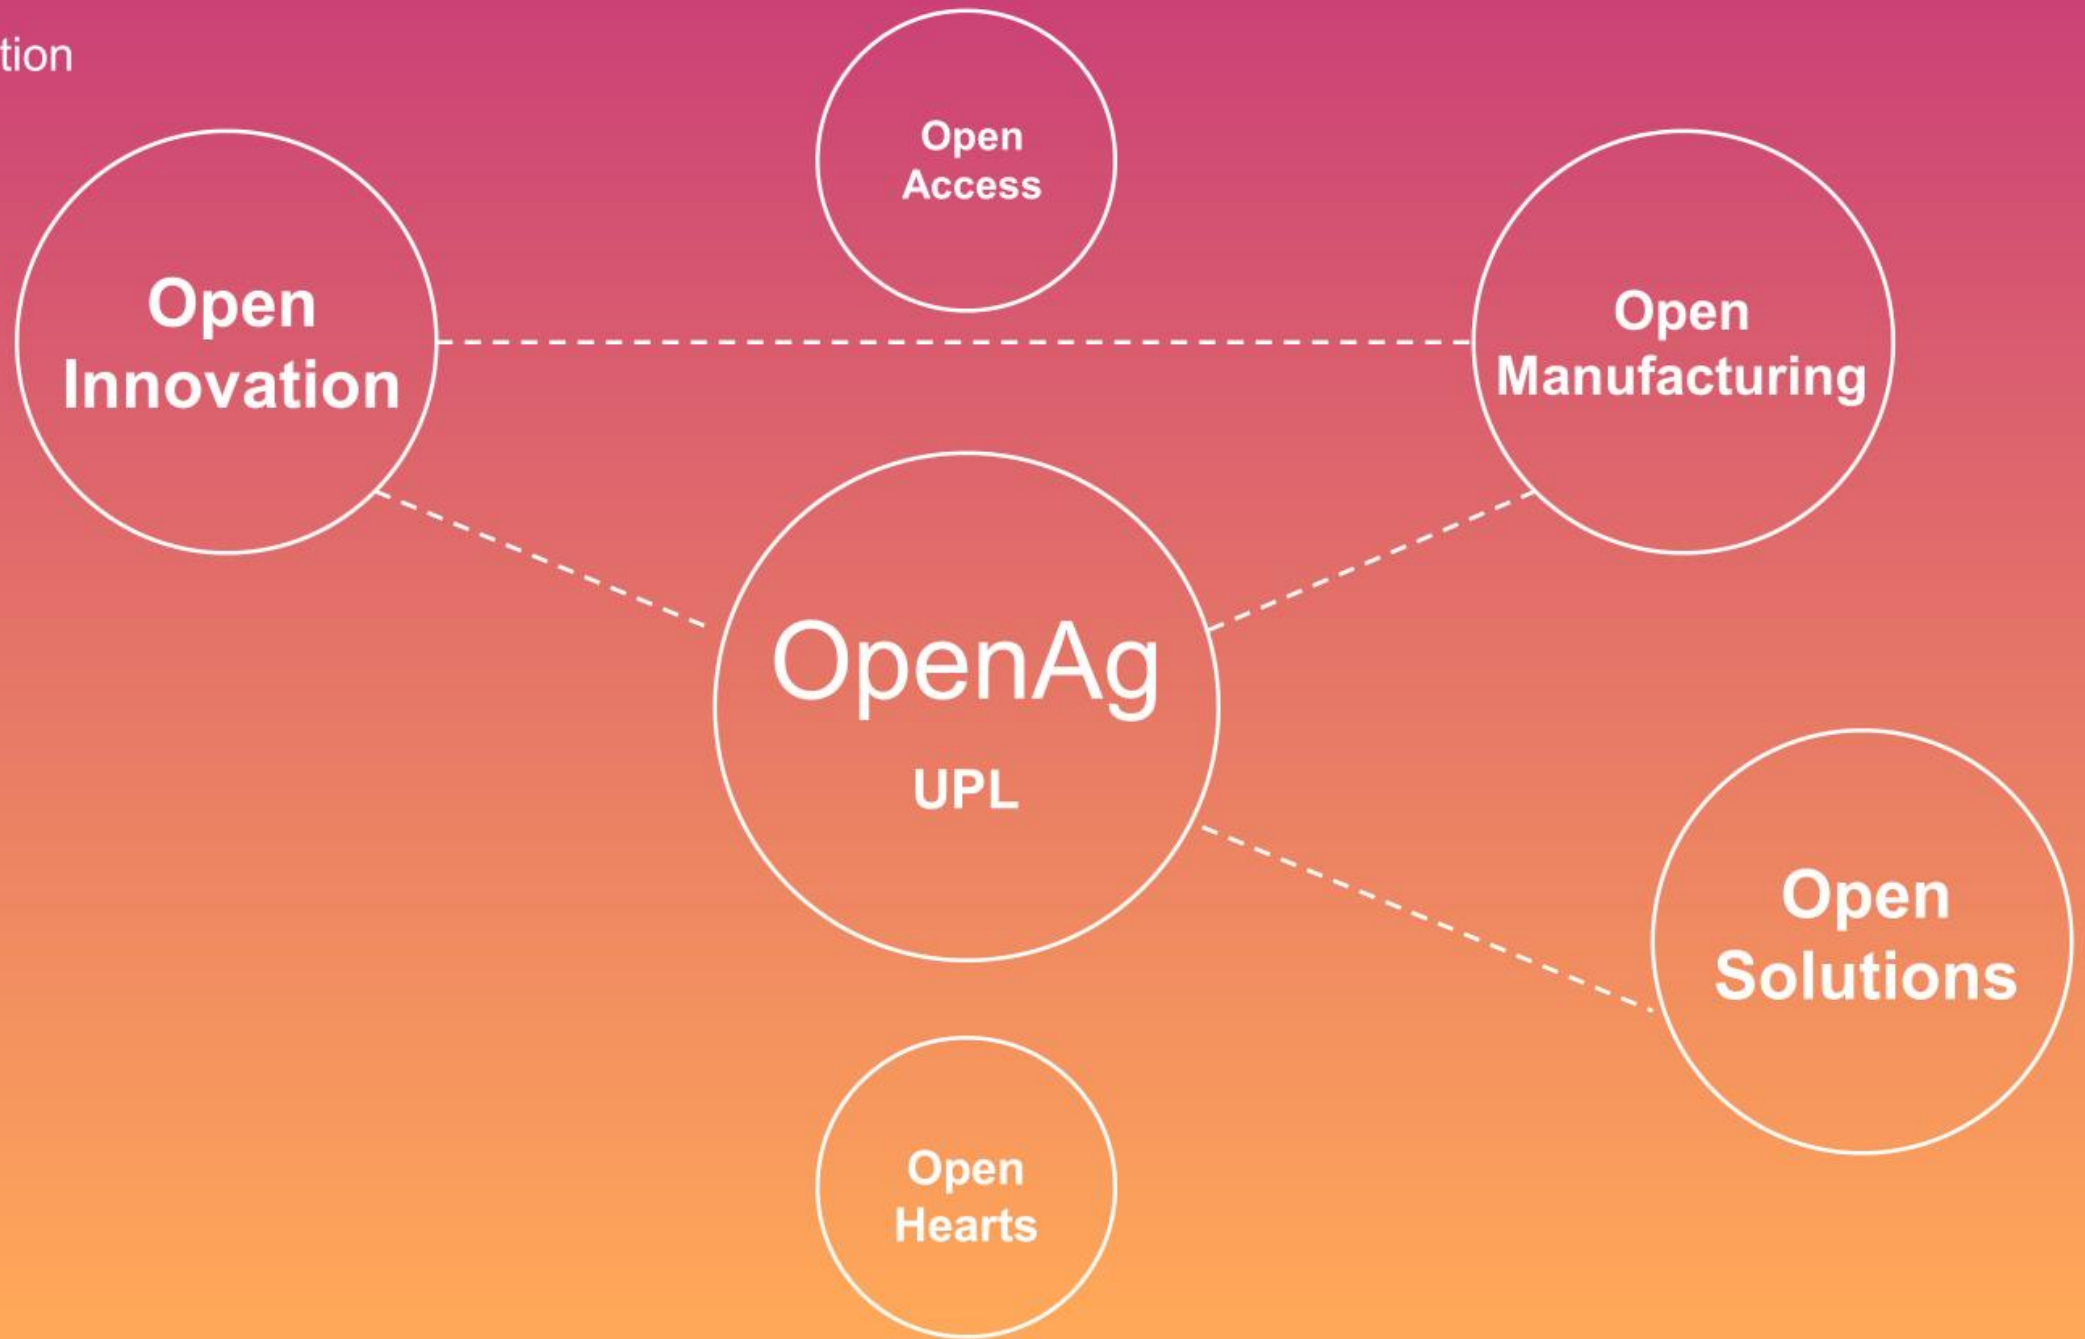 tion
Open
Access
Open
Innovation
Open
Manufacturing
OpenAg
UPL
Open
Solutions
Open
Hearts